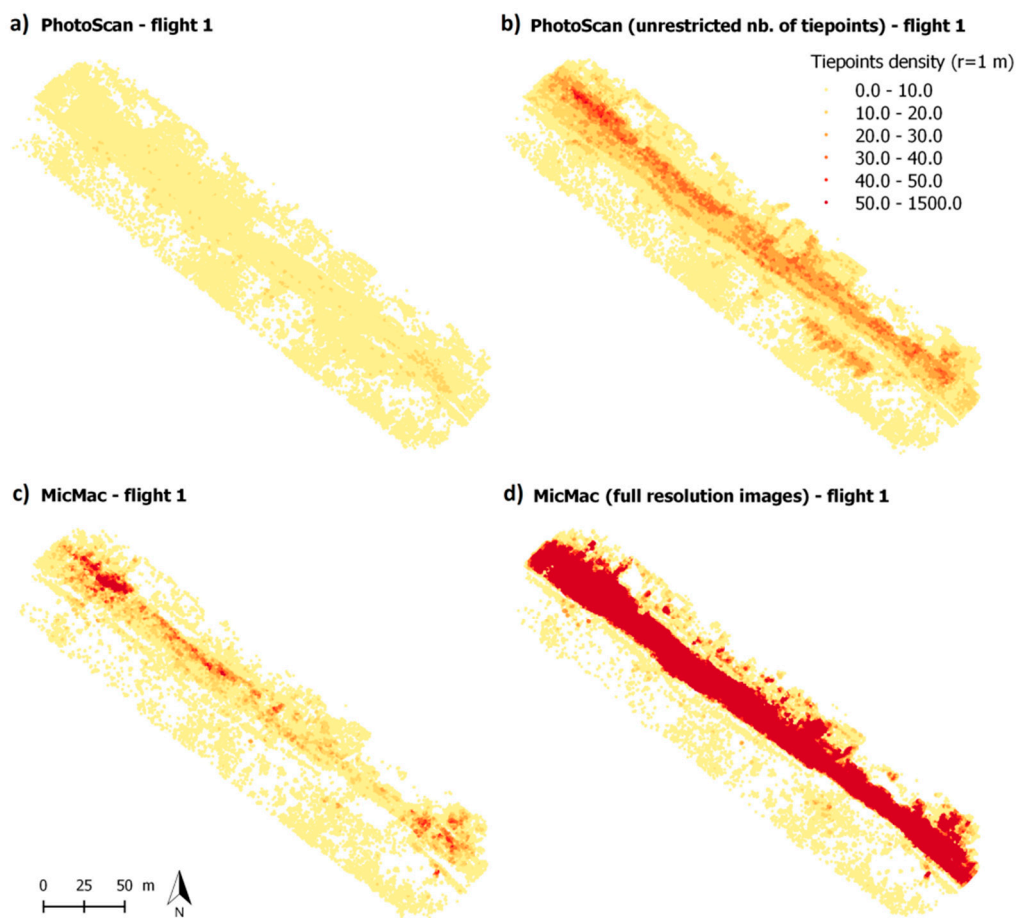 a) PhotoScan - flight 1
b) PhotoScan (unrestricted nb. of tiepoints) - flight 1
Tiepoints density (r=1 m)
0.0 - 10.0
10.0 - 20.0
20.0 - 30.0
30.0 - 40.0
40.0 - 50.0
50.0 - 1500.0
c) MicMac - flight 1
d) MicMac (full resolution images) - flight 1
0 25 50 m
N